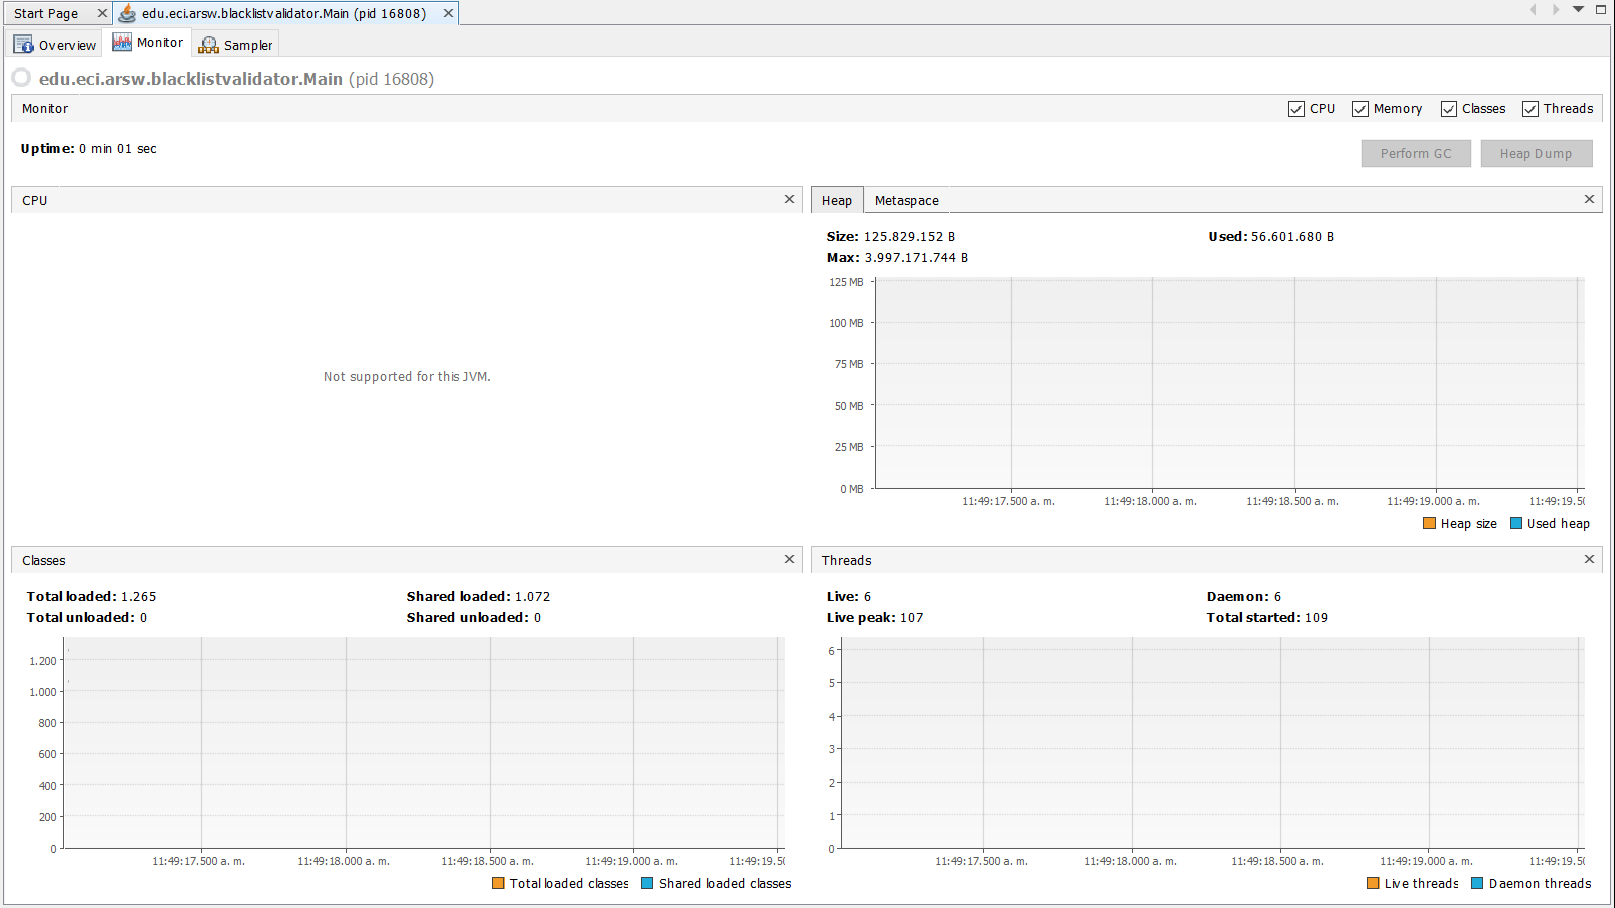 Start Page
edu.eci.arsw.blacklistvalidator.Main (pid 16808)
Overview
Monitor
Sampler
edu.eci.arsw.blacklistvalidator.Main (pid 16808)
Monitor
CPU
Memory
Classes
Threads
Uptime: 0 min 01 sec
Perform GC
Heap Dump
CPU
Not supported for this JVM.
Heap
Metaspace
Size: 125.829.152 B
Used: 56.601.680 B
Max: 3.997.171.744 B
125 MB
100 MB
75 MB
50 MB
25 MB
0 MB
11:49:17.500 a. m.
11:49:18.000 a. m.
11:49:18.500 a. m.
11:49:19.000 a. m.
11:49:19.50
Heap size
Used heap
Classes
Total loaded: 1.265
Shared loaded: 1.072
Total unloaded: 0
Shared unloaded: 0
1.200
1.000
800
600
400
200
0
11:49:17.500 a. m.
11:49:18.000 a. m.
11:49:18.500 a. m.
11:49:19.000 a. m.
11:49:19.50
Total loaded classes
Shared loaded classes
Threads
Live: 6
Daemon: 6
Live peak: 107
Total started: 109
6
5
4
3
2
1
0
11:49:17.500 a. m.
11:49:18.000 a. m.
11:49:18.500 a. m.
11:49:19.000 a. m.
11:49:19.50
Live threads
Daemon threads